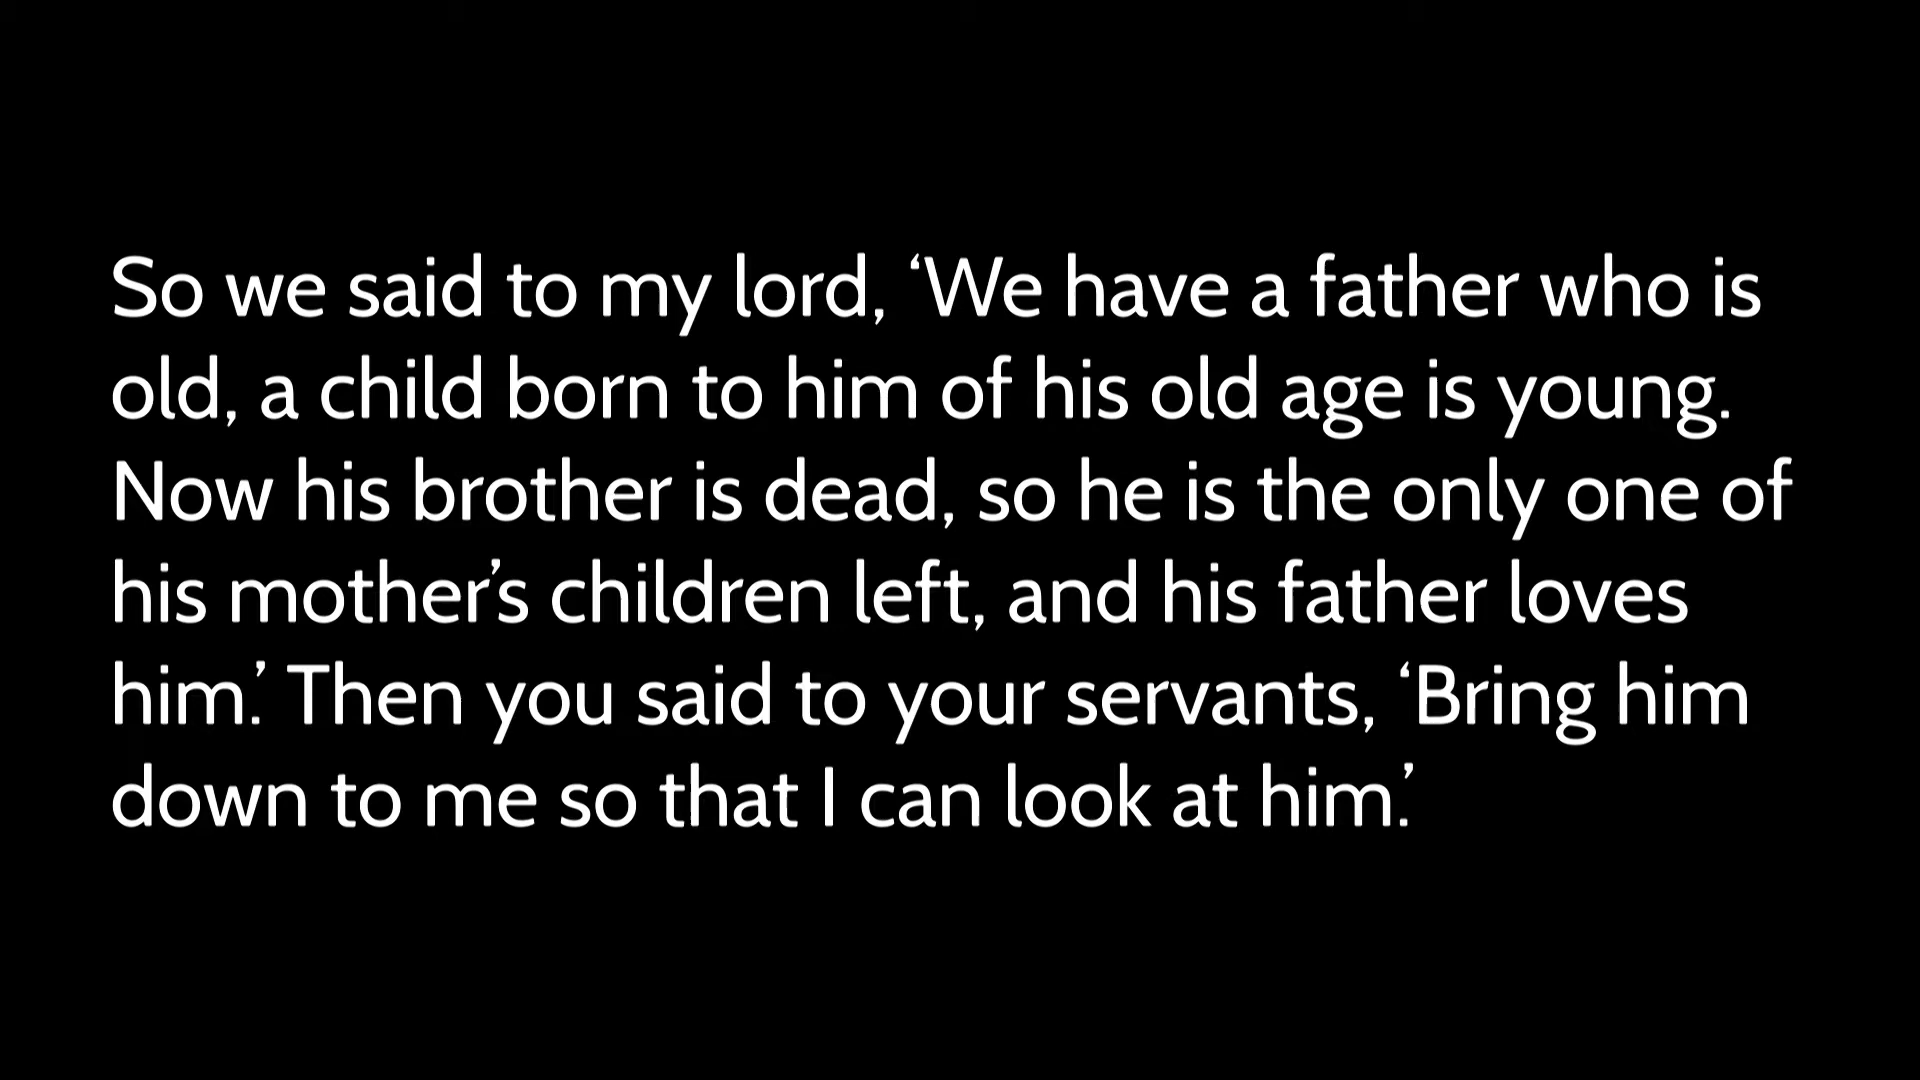 So we said to my lord, ‘We have a father who is
old, a child born to him of his old age is young.
Now his brother is dead, so he is the only one of
his mother’s children left, and his father loves
him.’ Then you said to your servants, ‘Bring him
down to me so that I can look at him.’